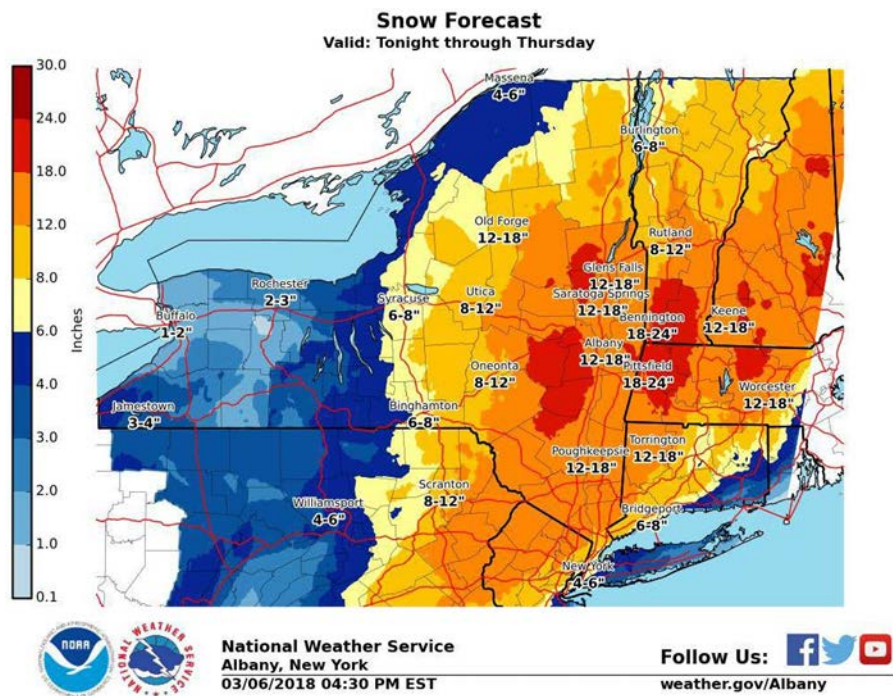 Snow Forecast
Valid: Tonight through Thursday
30.0
24.0
18.0
12.0
8.0
6.0
4.0
3.0
2.0
1.0
0.1
Inches
Massena
4-6"
Burlington
6-8"
Old Forge
12-18"
Rutland
8-12"
Glens Falls
12-18"
Rochester
2-3"
Syracuse
6-8"
Utica
8-12"
Saratoga Springs
12-18"
Buffalo
1-2"
Bennington
18-24"
Keene
12-18"
Albany
12-18"
Oneonta
8-12"
Pittsfield
18-24"
Worcester
12-18"
Jamestown
3-4"
Binghamton
6-8"
Poughkeepsie
12-18"
Torrington
12-18"
Scranton
8-12"
Williamsport
4-6"
Bridgeport
6-8"
New York
4-6"
NOAA
NATIONAL WEATHER SERVICE
National Weather Service
Albany, New York
03/06/2018 04:30 PM EST
Follow Us:
weather.gov/Albany